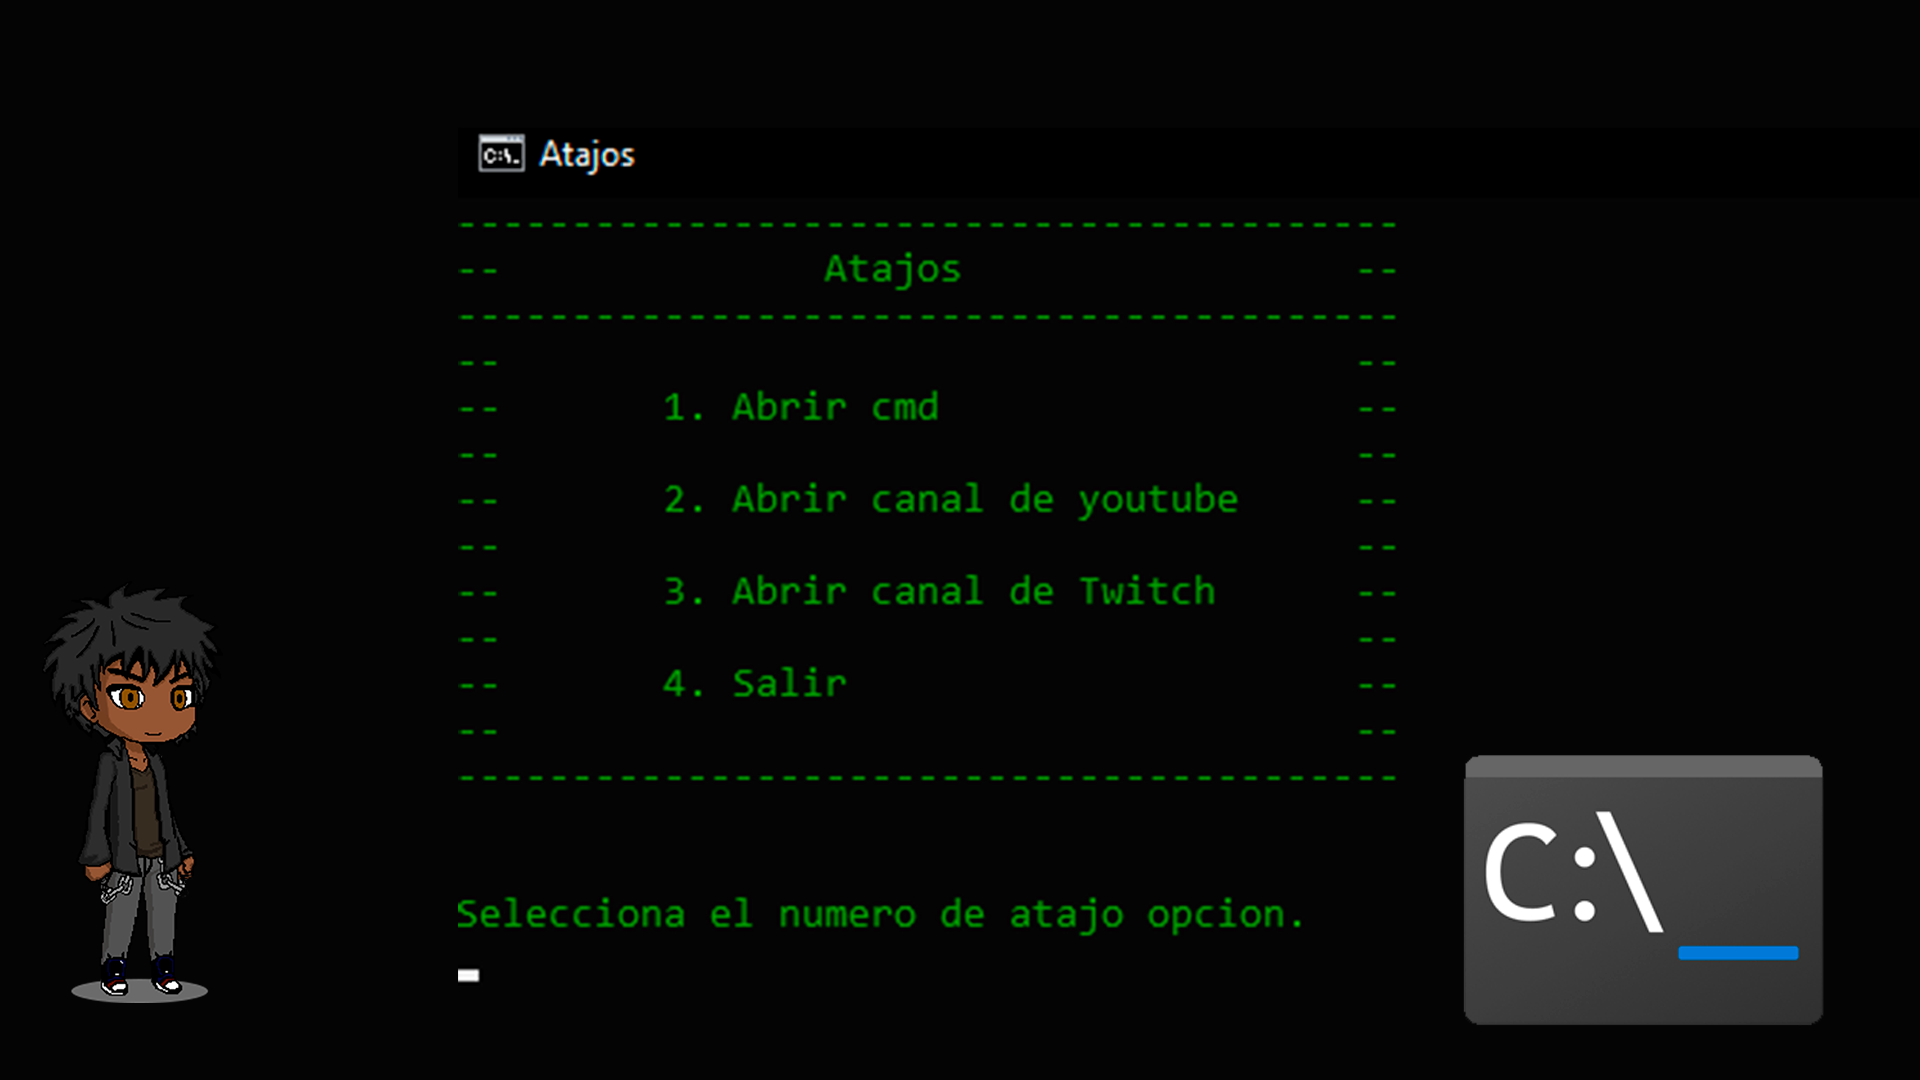 C:\. Atajos
-----------------------------------------
-- Atajos --
-----------------------------------------
-- --
-- 1. Abrir cmd --
-- --
-- 2. Abrir canal de youtube --
-- --
-- 3. Abrir canal de Twitch --
-- --
-- 4. Salir --
-- --
-----------------------------------------
Selecciona el numero de atajo opcion.
C:\_